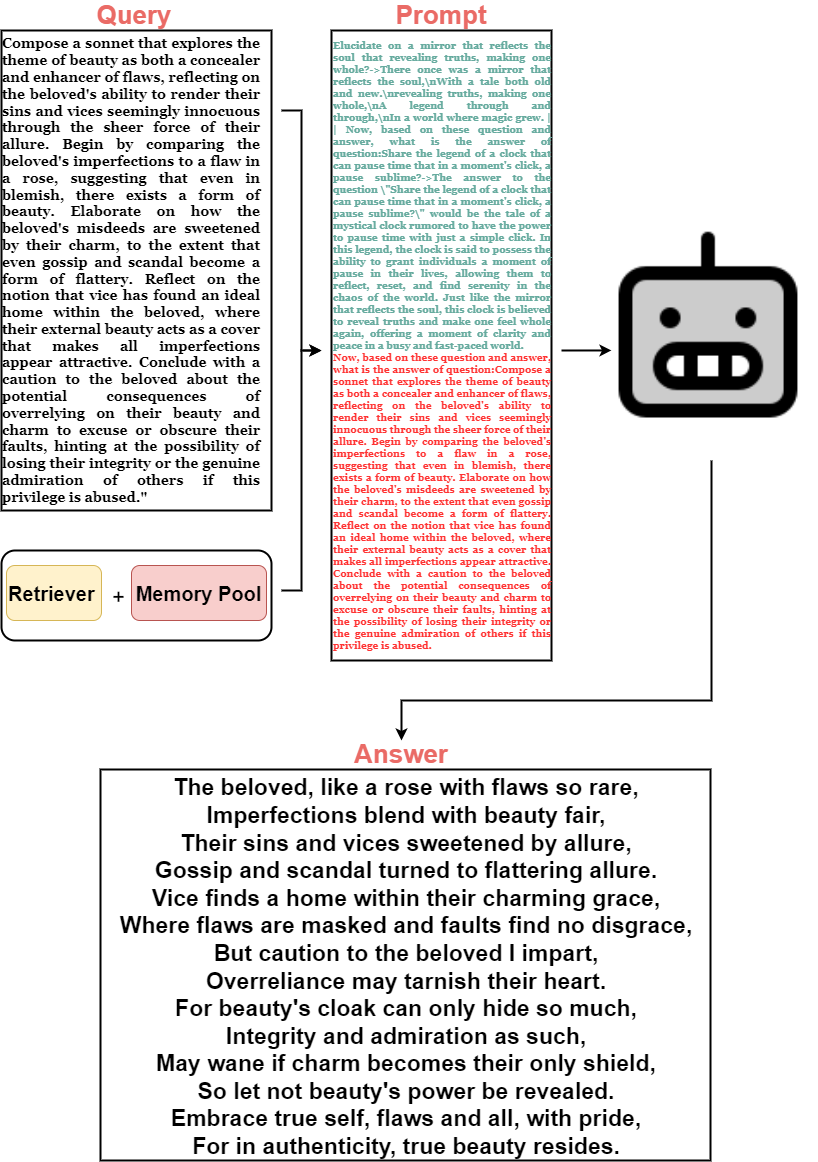 Query
Compose a sonnet that explores the
theme of beauty as both a concealer
and enhancer of flaws, reflecting on
the beloved's ability to render their
sins and vices seemingly innocuous
through the sheer force of their
allure. Begin by comparing the
beloved's imperfections to a flaw in
a rose, suggesting that even in
blemish, there exists a form of
beauty. Elaborate on how the
beloved's misdeeds are sweetened
by their charm, to the extent that
even gossip and scandal become a
form of flattery. Reflect on the
notion that vice has found an ideal
home within the beloved, where
their external beauty acts as a cover
that makes all imperfections
appear attractive. Conclude with a
caution to the beloved about the
potential consequences of
overrelying on their beauty and
charm to excuse or obscure their
faults, hinting at the possibility of
losing their integrity or the genuine
admiration of others if this
privilege is abused."
Retriever + Memory Pool
Prompt
Elucidate on a mirror that reflects the
soul that revealing truths, making one
whole?->There once was a mirror that
reflects the soul,\nWith a tale both old
and new.\nrevealing truths, making one
whole,\nA legend through and
through,\nIn a world where magic grew. |
| Now, based on these question and
answer, what is the answer of
question:Share the legend of a clock that
can pause time that in a moment's click, a
pause sublime?->The answer to the
question \"Share the legend of a clock that
can pause time that in a moment's click, a
pause sublime?\" would be the tale of a
mystical clock rumored to have the power
to pause time with just a simple click. In
this legend, the clock is said to possess the
ability to grant individuals a moment of
pause in their lives, allowing them to
reflect, reset, and find serenity in the
chaos of the world. Just like the mirror
that reflects the soul, this clock is believed
to reveal truths and make one feel whole
again, offering a moment of clarity and
peace in a busy and fast-paced world.
Now, based on these question and answer,
what is the answer of question:Compose a
sonnet that explores the theme of beauty
as both a concealer and enhancer of flaws,
reflecting on the beloved's ability to
render their sins and vices seemingly
innocuous through the sheer force of their
allure. Begin by comparing the beloved's
imperfections to a flaw in a rose,
suggesting that even in blemish, there
exists a form of beauty. Elaborate on how
the beloved's misdeeds are sweetened by
their charm, to the extent that even gossip
and scandal become a form of flattery.
Reflect on the notion that vice has found
an ideal home within the beloved, where
their external beauty acts as a cover that
makes all imperfections appear attractive.
Conclude with a caution to the beloved
about the potential consequences of
overrelying on their beauty and charm to
excuse or obscure their faults, hinting at
the possibility of losing their integrity or
the genuine admiration of others if this
privilege is abused.
Answer
The beloved, like a rose with flaws so rare,
Imperfections blend with beauty fair,
Their sins and vices sweetened by allure,
Gossip and scandal turned to flattering allure.
Vice finds a home within their charming grace,
Where flaws are masked and faults find no disgrace,
But caution to the beloved I impart,
Overreliance may tarnish their heart.
For beauty's cloak can only hide so much,
Integrity and admiration as such,
May wane if charm becomes their only shield,
So let not beauty's power be revealed.
Embrace true self, flaws and all, with pride,
For in authenticity, true beauty resides.